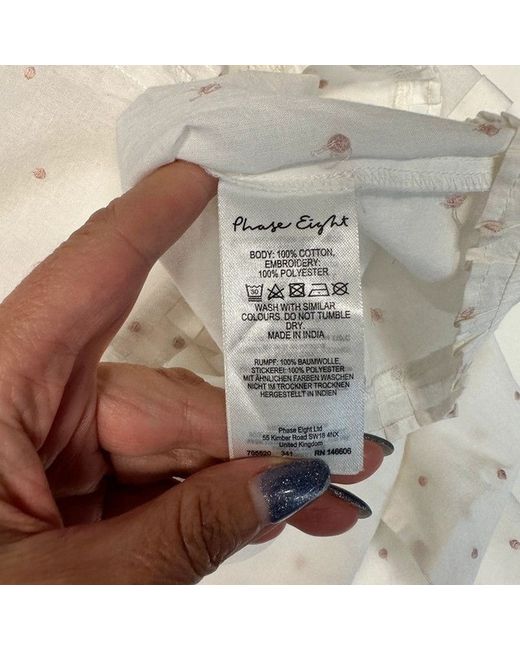 Phase Eight
BODY: 100% COTTON,
EMBROIDERY:
100% POLYESTER
30
WASH WITH SIMILAR
COLOURS. DO NOT TUMBLE
DRY.
MADE IN INDIA
RUMPF: 100% BAUMWOLLE,
STICKEREI: 100% POLYESTER
MIT ÄHNLICHEN FARBEN WASCHEN
NICHT IM TROCKNER TROCKNEN
HERGESTELLT IN INDIEN
Phase Eight Ltd
55 Kimber Road SW18 4NX
United Kingdom
341 RN 146606